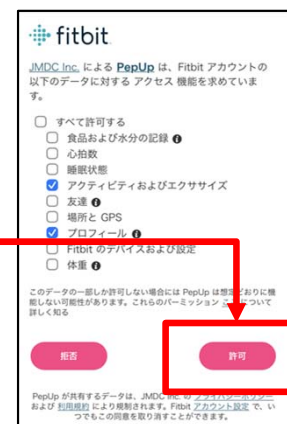 fitbit
JMDC Inc. による PepUp は、Fitbit アカウントの
以下のデータに対する アクセス 機能を求めていま
す。
すべて許可する
食品および水分の記録
心拍数
睡眠状態
アクティビティおよびエクササイズ
友達
場所と GPS
プロフィール
Fitbit のデバイスおよび設定
体重
このデータの一部しか許可しない場合には PepUp は想定どおりに機
能しない可能性があります。これらのパーミッション について
詳しく知る
拒否
許可
PepUp が共有するデータは、JMDC Inc. の プライバシーポリシー
および 利用規約 により規制されます。Fitbit アカウント設定 で、い
つでもこの同意を取り消すことができます。